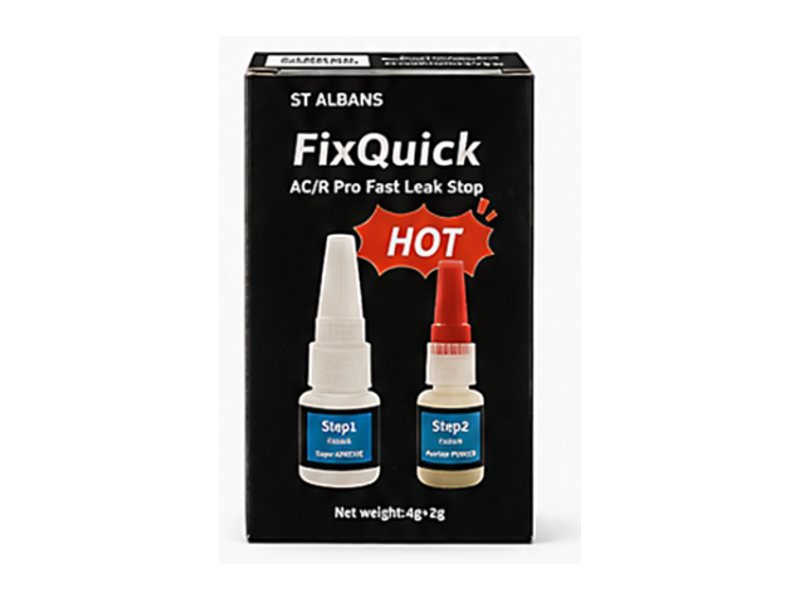 ST ALBANS
FixQuick
AC/R Pro Fast Leak Stop
HOT
Step1
Step2
Net weight:4g+2g